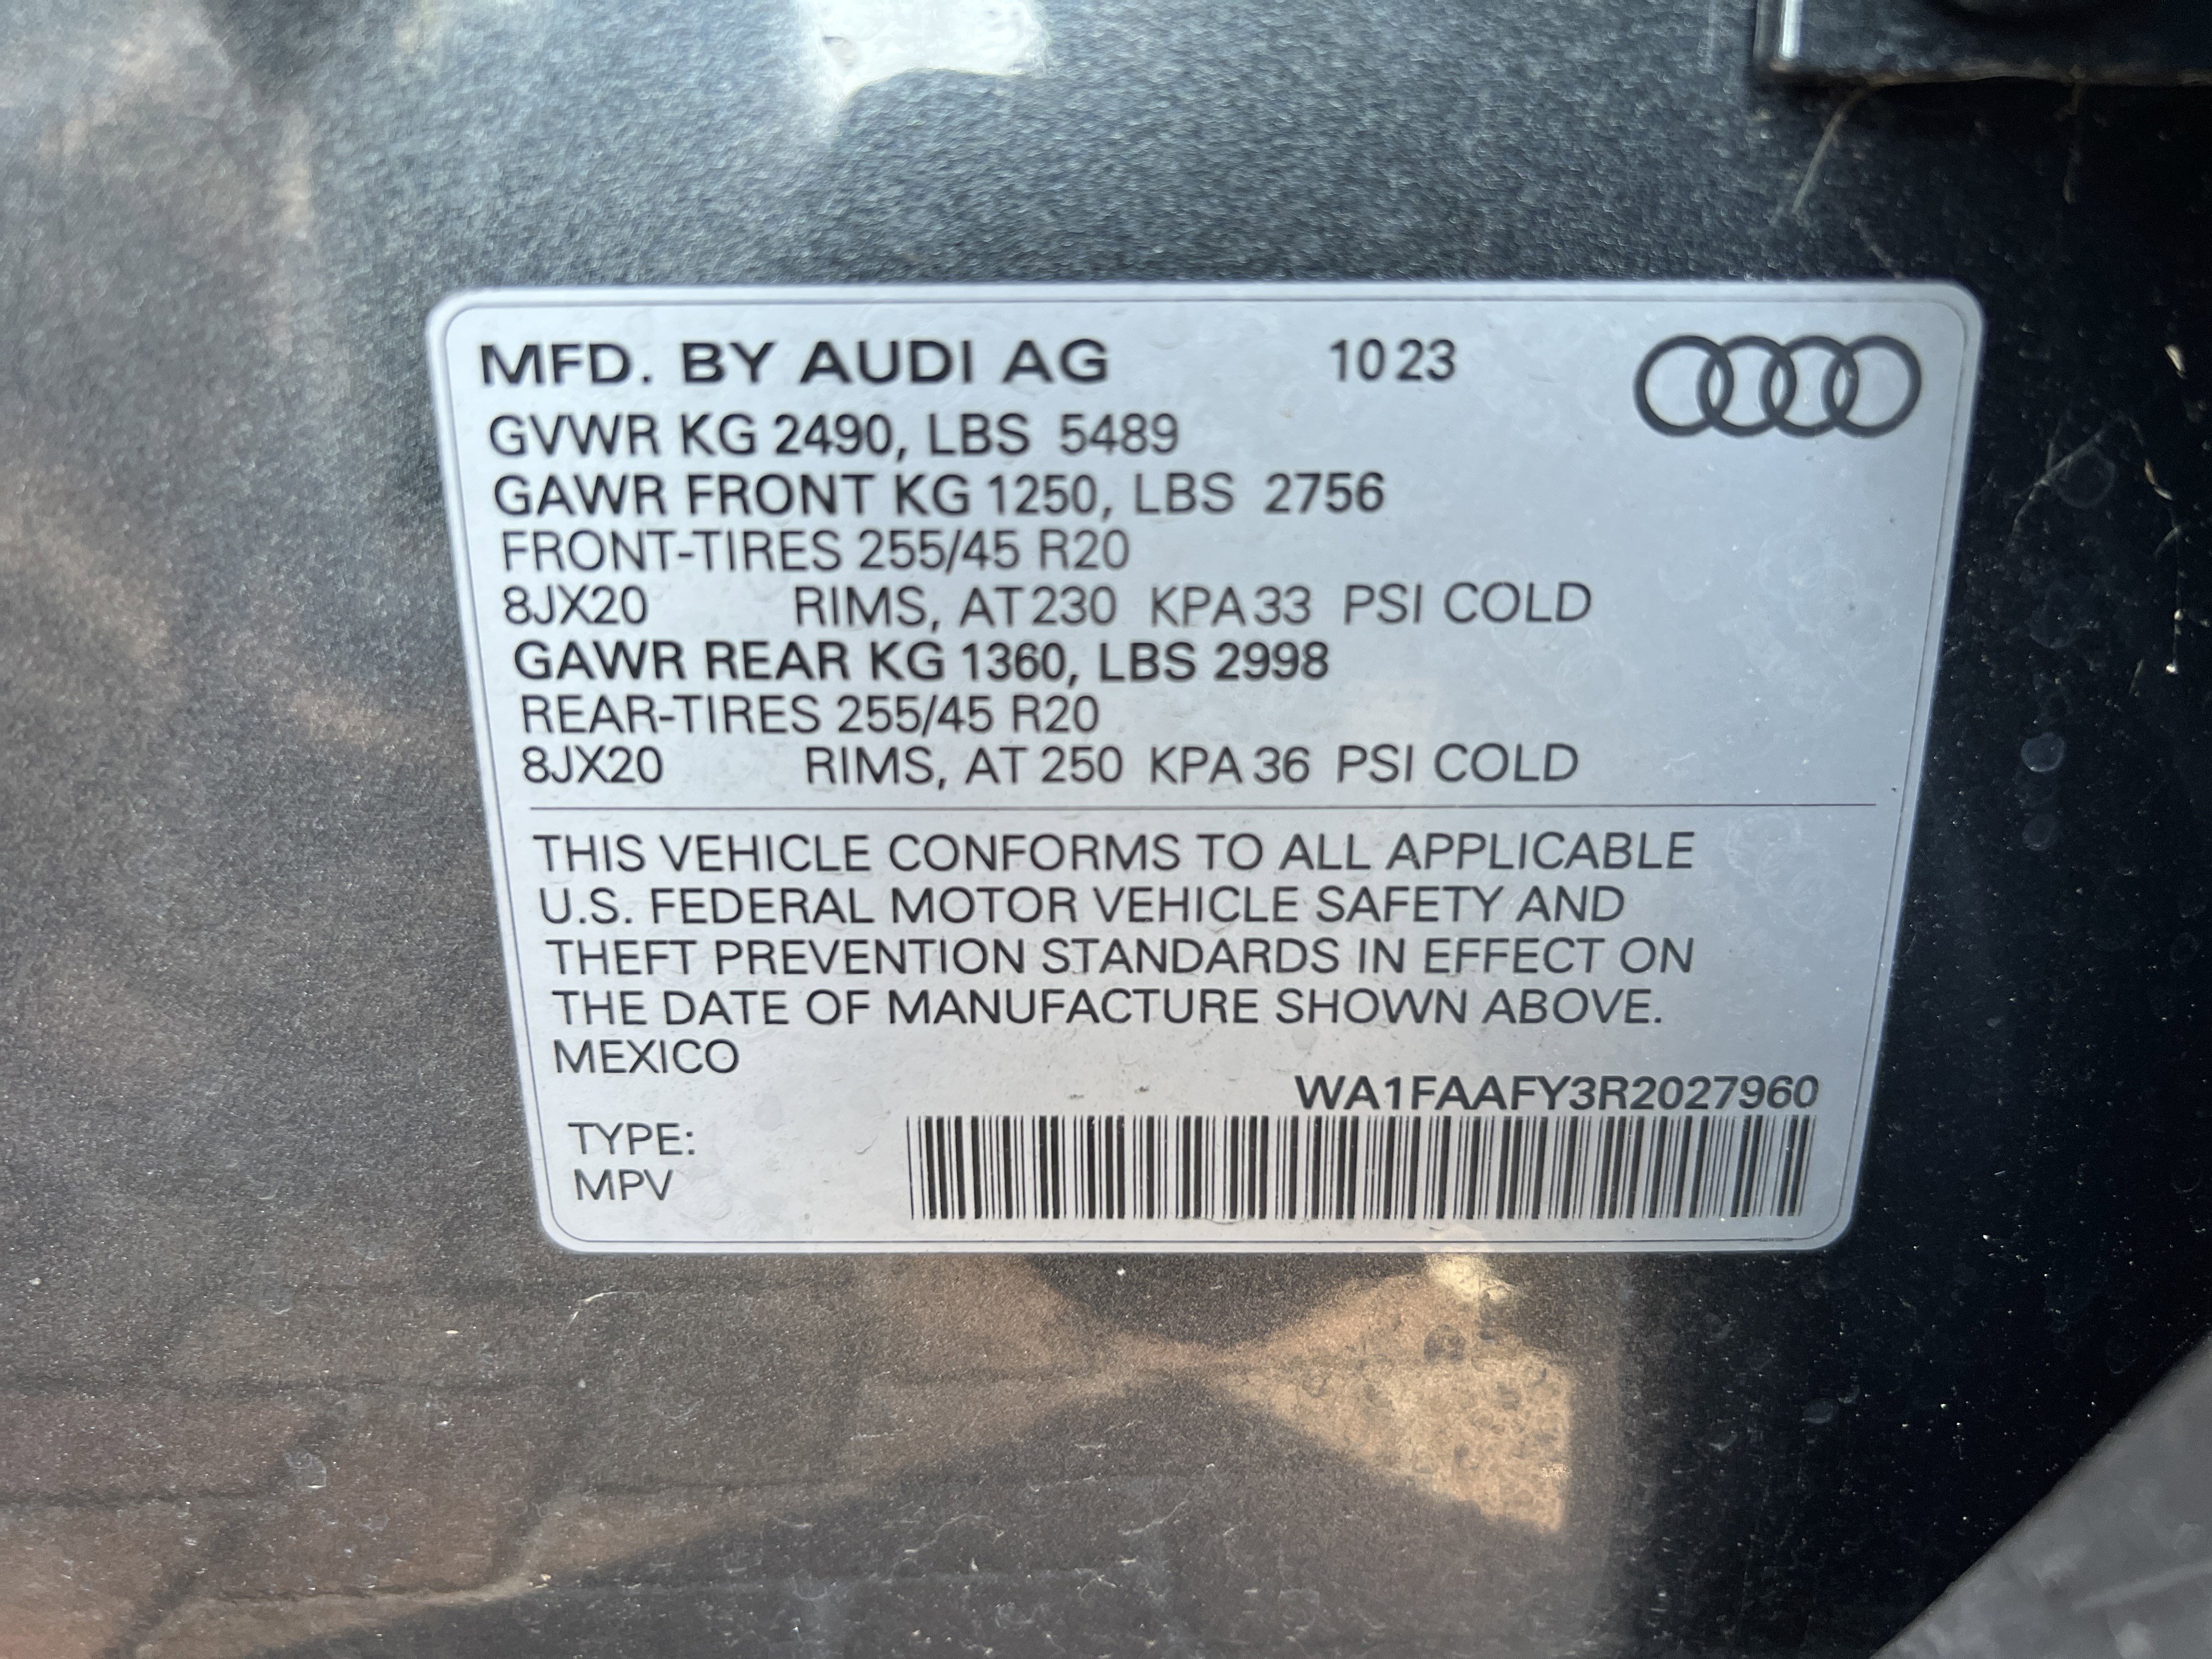 MFD. BY AUDI AG 10 23
GVWR KG 2490, LBS 5489
GAWR FRONT KG 1250, LBS 2756
FRONT-TIRES 255/45 R20
8JX20 RIMS, AT 230 KPA 33 PSI COLD
GAWR REAR KG 1360, LBS 2998
REAR-TIRES 255/45 R20
8JX20 RIMS, AT 250 KPA 36 PSI COLD
THIS VEHICLE CONFORMS TO ALL APPLICABLE
U.S. FEDERAL MOTOR VEHICLE SAFETY AND
THEFT PREVENTION STANDARDS IN EFFECT ON
THE DATE OF MANUFACTURE SHOWN ABOVE.
MEXICO
WA1FAAFY3R2027960
TYPE:
MPV